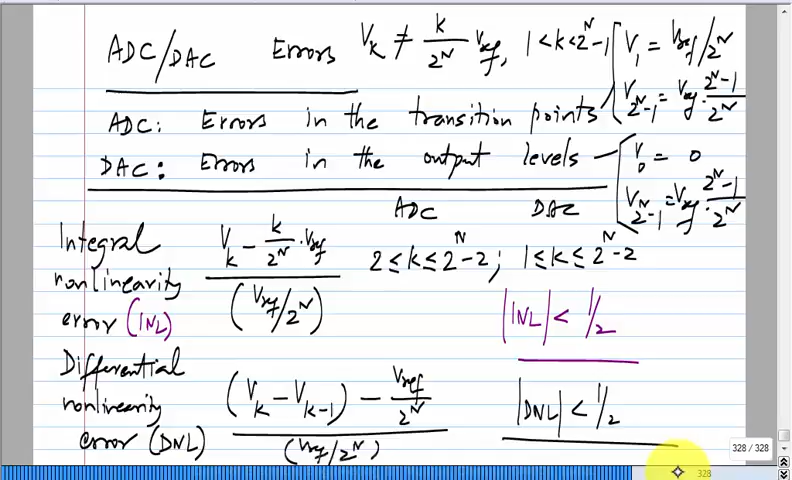 ADC/DAC Errors V_k ≠ k/2^N V_ref, 1<k<2^N-1 V_1 = V_ref/2^N
V_{2^N-1} = V_ref · (2^N-1)/2^N
ADC: Errors in the transition points
DAC: Errors in the output levels V_0 = 0
V_{2^N-1} = V_ref · (2^N-1)/2^N
ADC DAC
Integral V_k - k/2^N · V_ref 2≤k≤2^N-2; 1≤k≤2^N-2
nonlinearity (V_ref/2^N)
error (INL) |INL| < 1/2
Differential
nonlinearity (V_k - V_{k-1}) - V_ref/2^N |DNL| < 1/2
error (DNL) (V_ref/2^N)
328 / 328
328